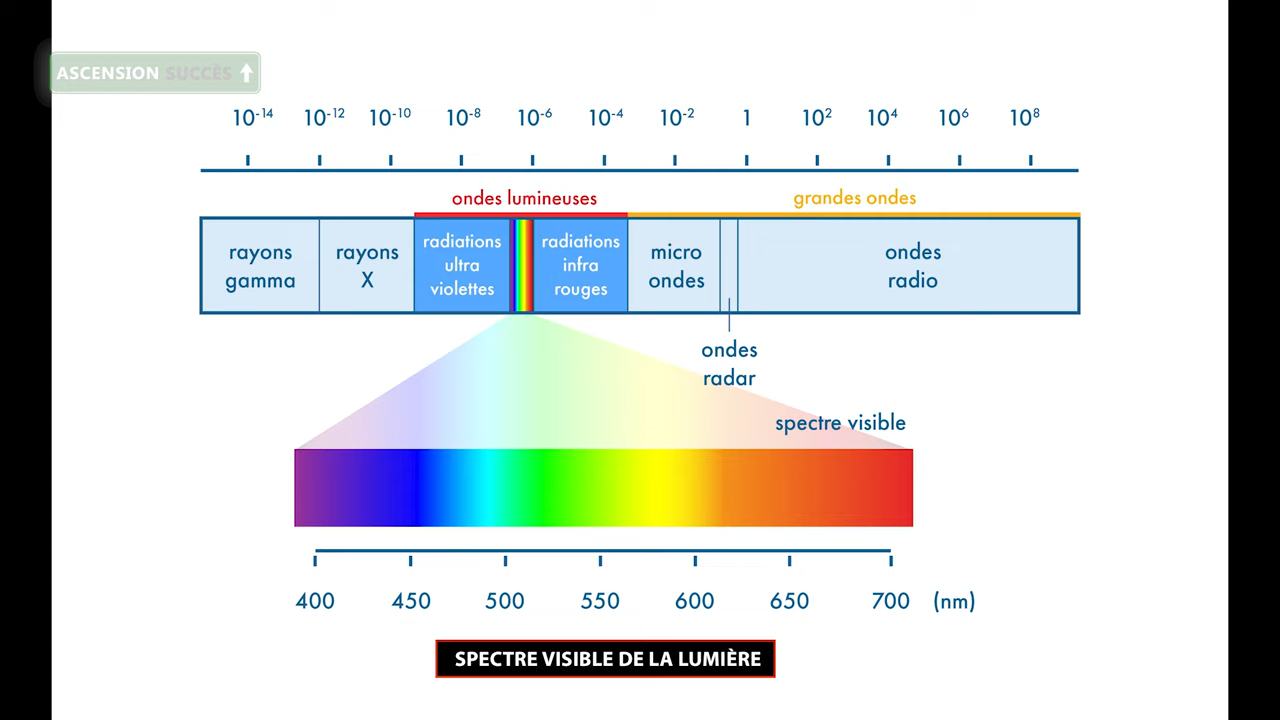 ASCENSION SUCCÈS
10⁻¹⁴ 10⁻¹² 10⁻¹⁰ 10⁻⁸ 10⁻⁶ 10⁻⁴ 10⁻² 1 10² 10⁴ 10⁶ 10⁸
ondes lumineuses
grandes ondes
rayons
gamma
rayons
X
radiations
ultra
violettes
radiations
infra
rouges
micro
ondes
ondes
radio
ondes
radar
spectre visible
400 450 500 550 600 650 700 (nm)
SPECTRE VISIBLE DE LA LUMIÈRE